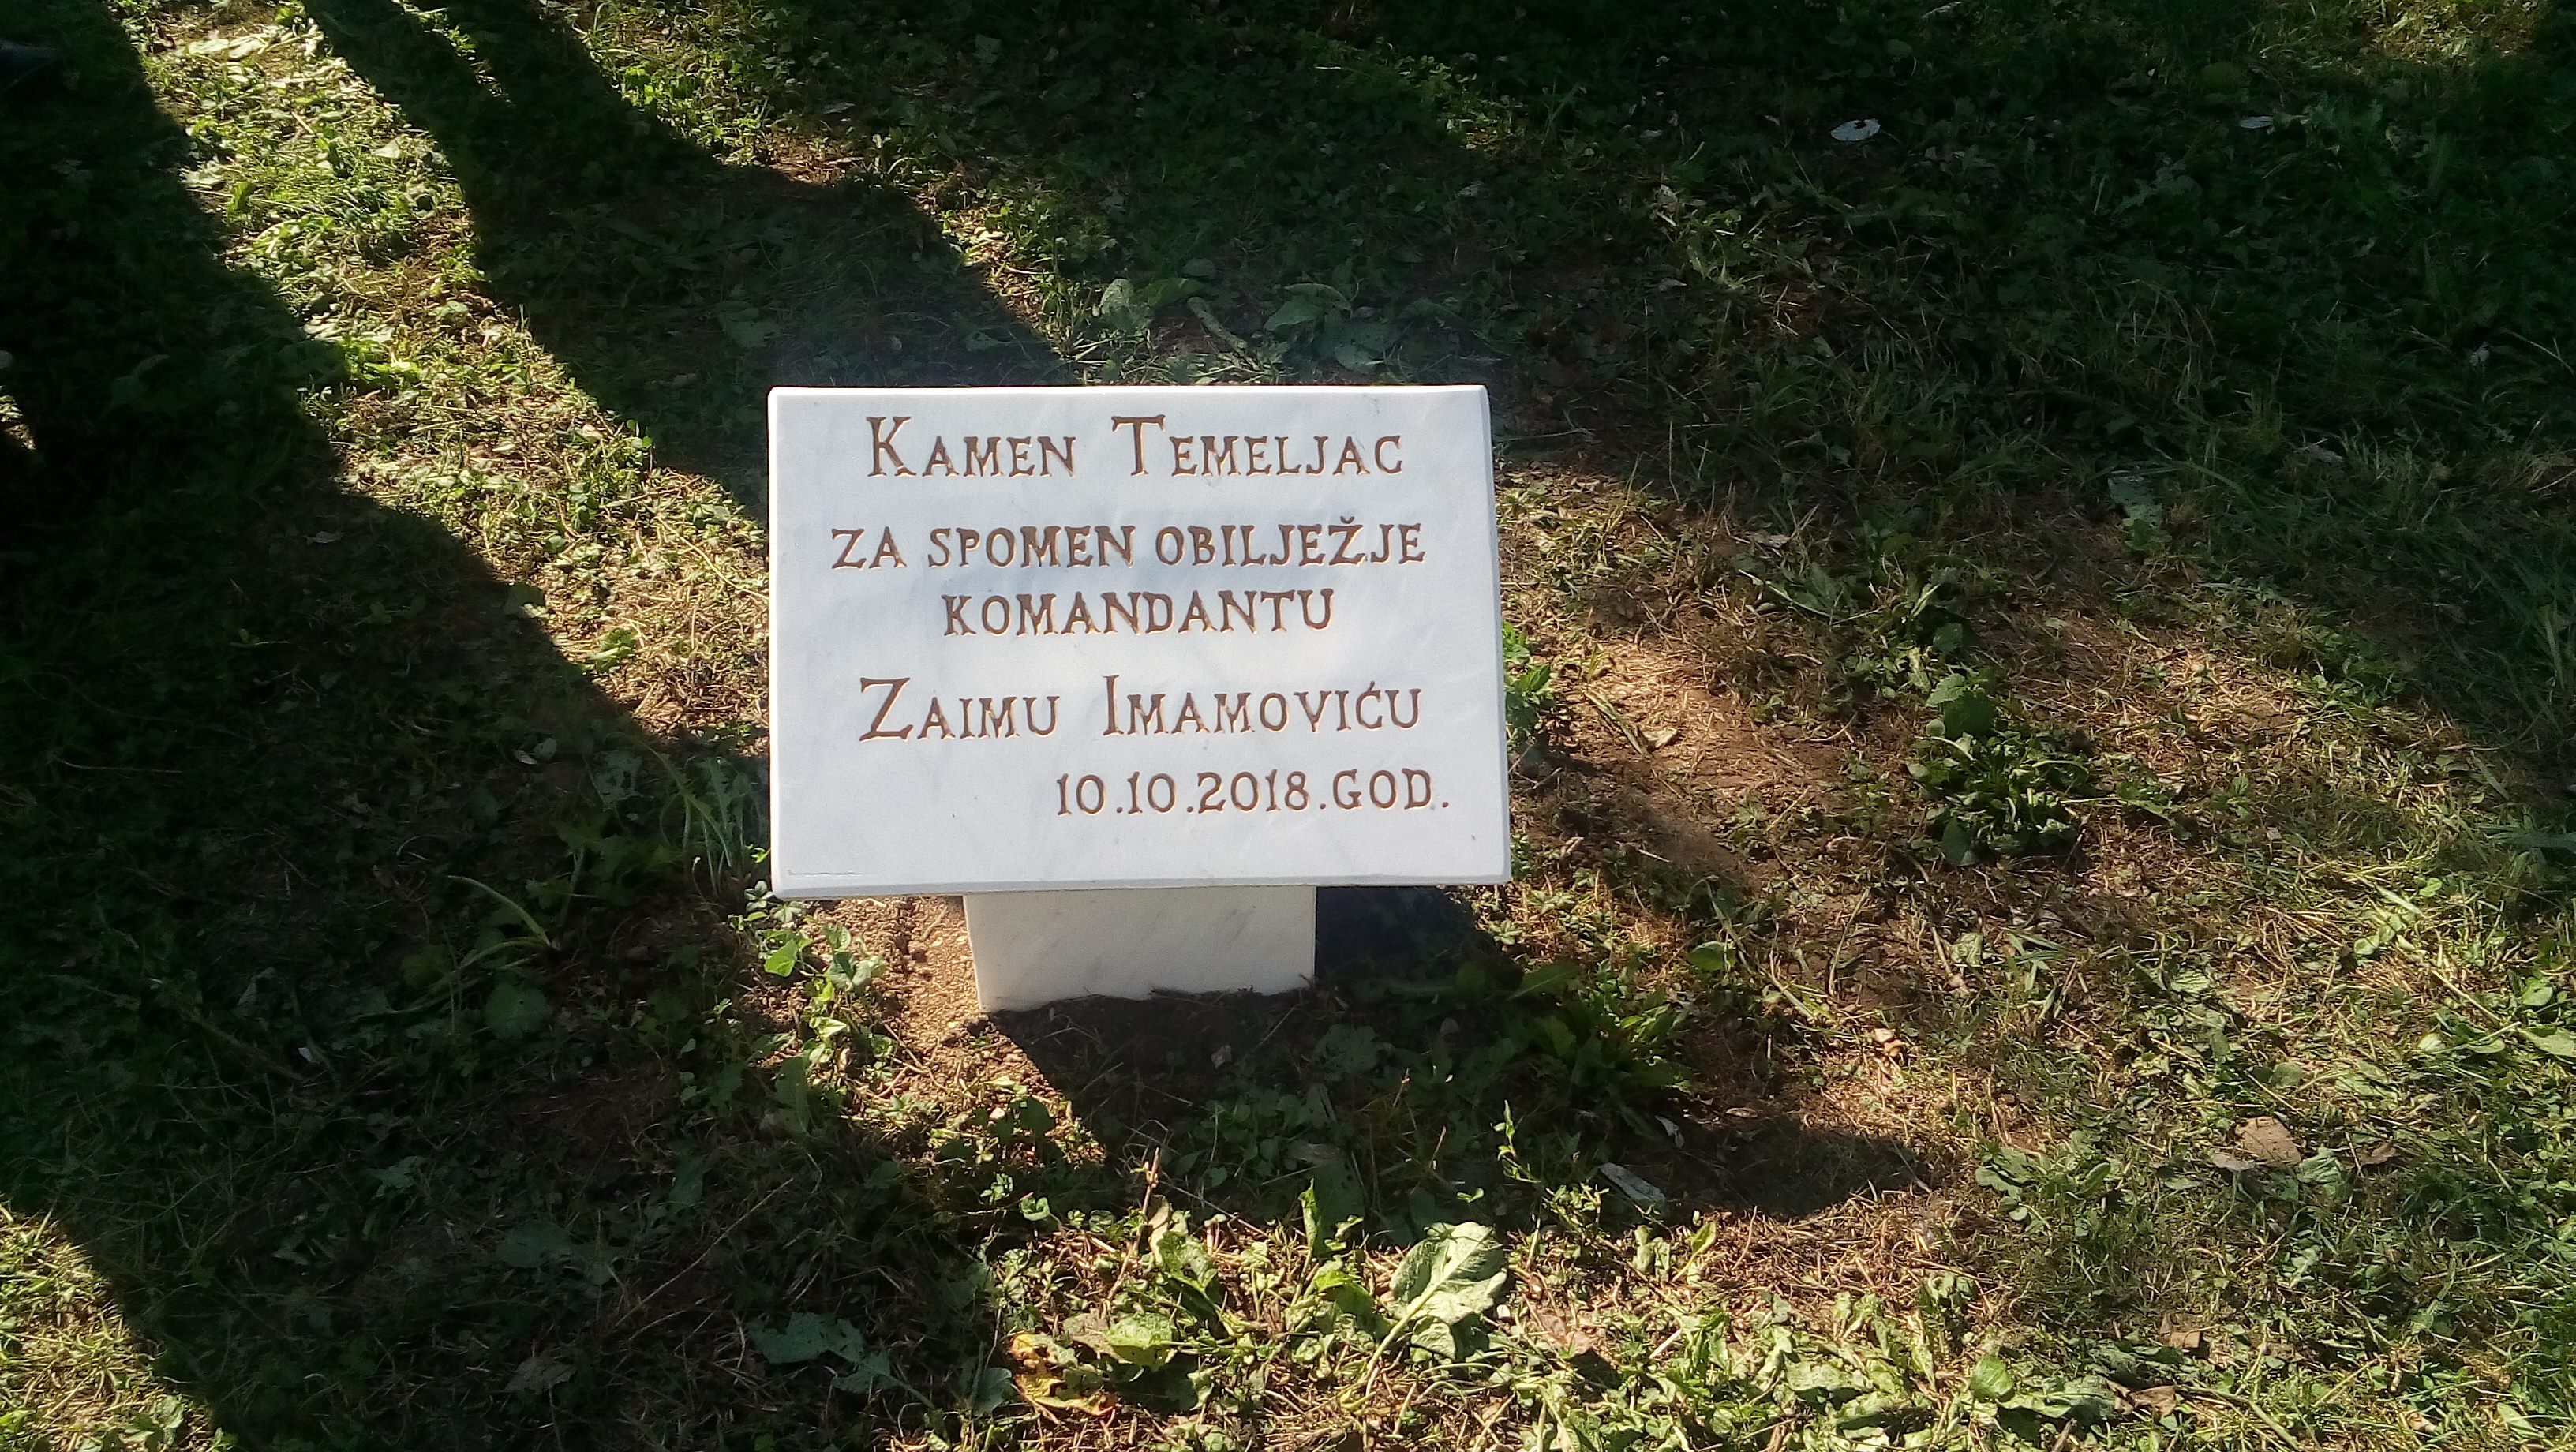 KAMEN TEMELJAC
ZA SPOMEN OBILJEŽJE
KOMANDANTU
ZAIMU IMAMOVIĆU
10.10.2018.GOD.